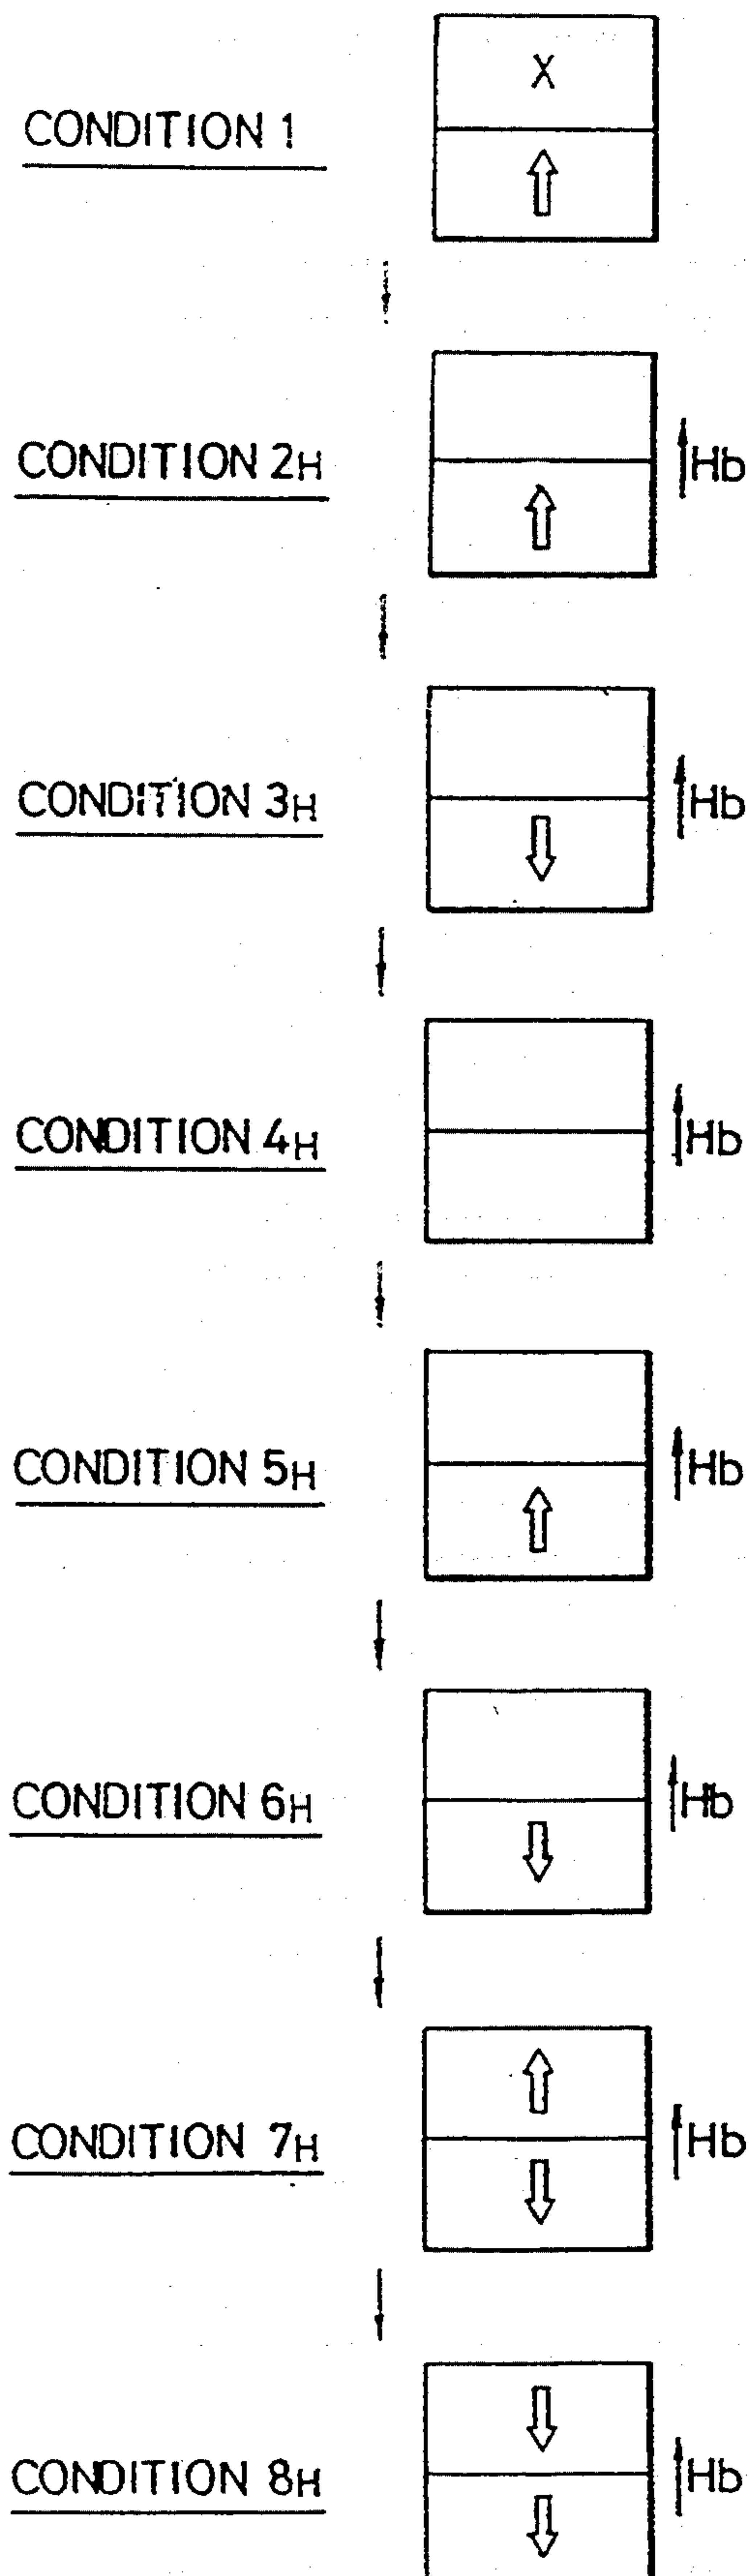 X
CONDITION 1
CONDITION 2H Hb
CONDITION 3H Hb
CONDITION 4H Hb
CONDITION 5H Hb
CONDITION 6H Hb
CONDITION 7H Hb
CONDITION 8H Hb